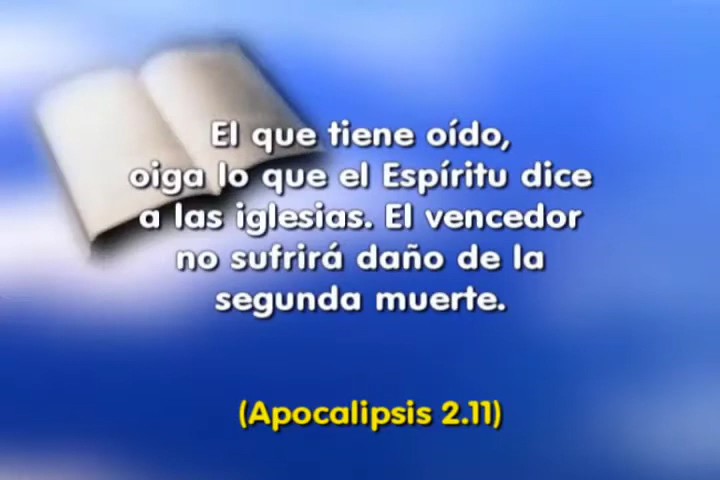 El que tiene oído,
oiga lo que el Espíritu dice
a las iglesias. El vencedor
no sufrirá daño de la
segunda muerte.
(Apocalipsis 2.11)